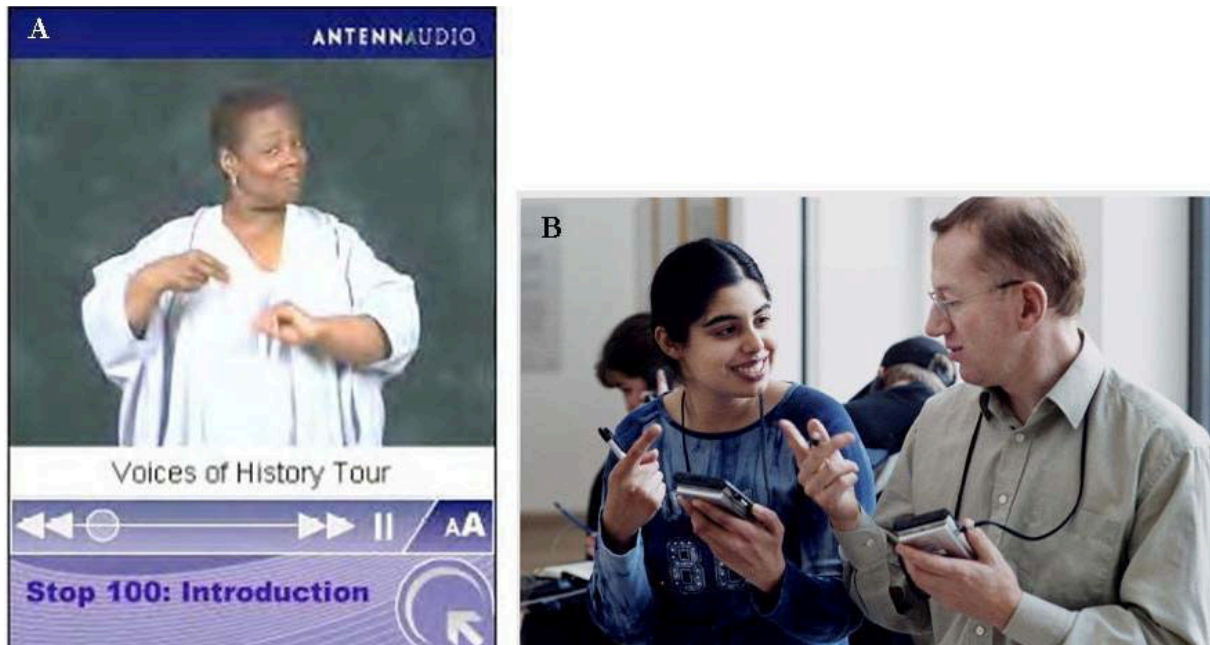 A
ANTENNAUDIO
Voices of History Tour
AA
Stop 100: Introduction
B